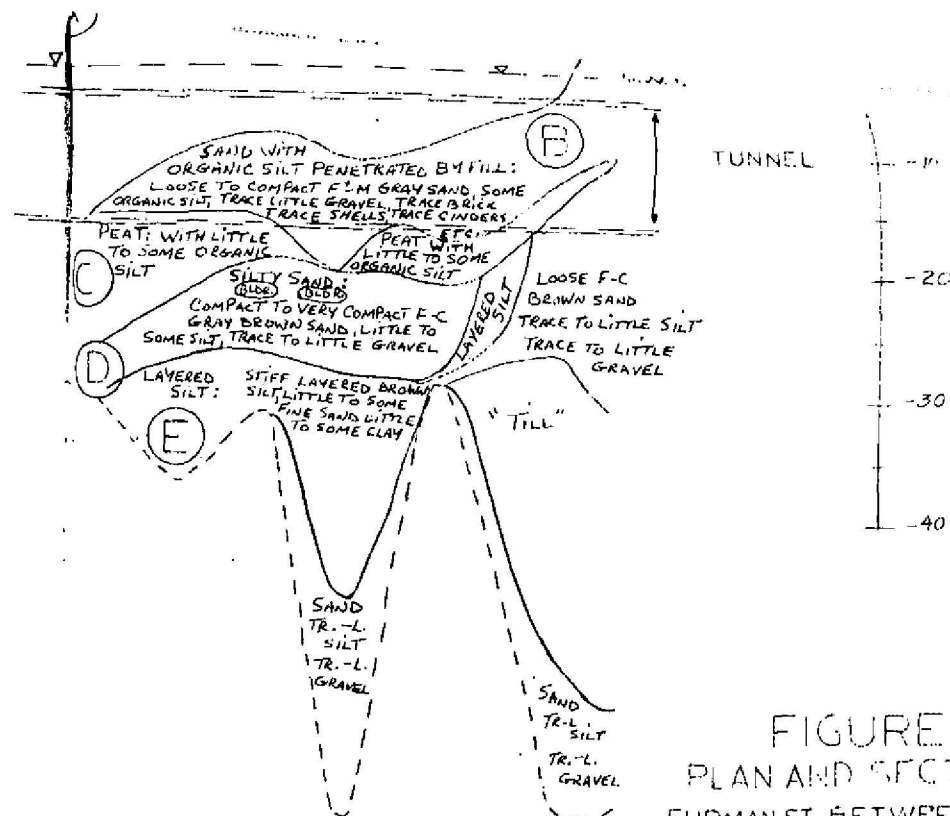 B
SAND WITH
ORGANIC SILT PENETRATED BY FILL:
LOOSE TO COMPACT F-M GRAY SAND, SOME
ORGANIC SILT, TRACE LITTLE GRAVEL, TRACE BRICK
TRACE SHELLS, TRACE CINDERS,
ETC.
TUNNEL
-10
PEAT: WITH LITTLE
TO SOME ORGANIC
SILT
PEAT WITH
LITTLE TO SOME
ORGANIC SILT
C
SILTY SAND:
BLDR. BLDR.
COMPACT TO VERY COMPACT F-C
GRAY BROWN SAND, LITTLE TO
SOME SILT, TRACE TO LITTLE GRAVEL
LAYERED
SILT
LOOSE F-C
BROWN SAND
TRACE TO LITTLE SILT
TRACE TO LITTLE
GRAVEL
-20
D
LAYERED
SILT:
STIFF LAYERED BROWN
SILT, LITTLE TO SOME
FINE SAND LITTLE
TO SOME CLAY
"TILL"
-30
E
-40
SAND
TR.-L.
SILT
TR.-L.
GRAVEL
SAND
TR-L
SILT
TR.-L.
GRAVEL
FIGURE
PLAN AND SECT
FURMAN ST. BETWEE